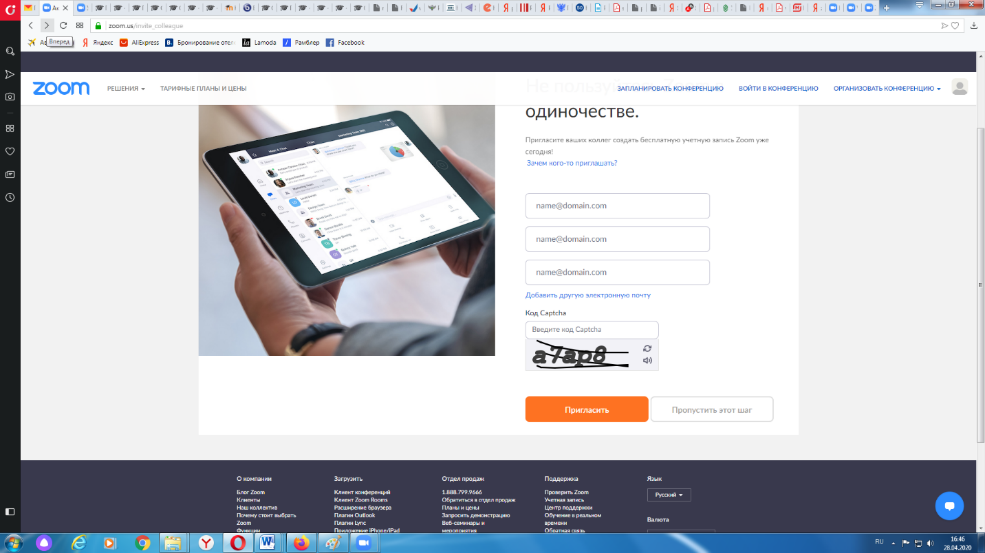 zoom.us/invite_colleague
Вперед
Яндекс
AliExpress
Бронирование отел
Lamoda
Рамблер
Facebook
zoom
РЕШЕНИЯ
ТАРИФНЫЕ ПЛАНЫ И ЦЕНЫ
ЗАПЛАНИРОВАТЬ КОНФЕРЕНЦИЮ
ВОЙТИ В КОНФЕРЕНЦИЮ
ОРГАНИЗОВАТЬ КОНФЕРЕНЦИЮ
одиночестве.
Пригласите ваших коллег создать бесплатную учетную запись Zoom уже
сегодня!
Зачем кого-то приглашать?
name@domain.com
name@domain.com
name@domain.com
Добавить другую электронную почту
Код Captcha
Введите код Captcha
a7ap8
Пригласить
Пропустить этот шаг
О компании
Блог Zoom
Клиенты
Наш коллектив
Почему стоит выбрать
Zoom
Функции
Загрузить
Клиент конференций
Клиент Zoom Rooms
Расширение браузера
Плагин Outlook
Плагин Lync
Приложение iPhone/iPad
Отдел продаж
1.888.799.9666
Обратиться в отдел продаж
Планы и цены
Запросить демонстрацию
Веб-семинары и
мероприятия
Поддержка
Проверить Zoom
Учетная запись
Центр поддержки
Обучение в реальном
времени
Обратная связь
Язык
Русский
Валюта
RU
16:46
28.04.2020